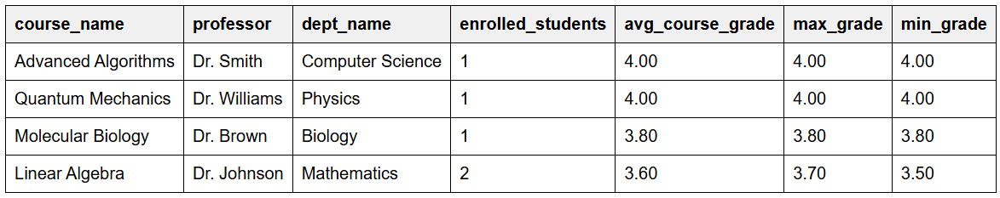 course_name professor dept_name enrolled_students avg_course_grade max_grade min_grade
Advanced Algorithms Dr. Smith Computer Science 1 4.00 4.00 4.00
Quantum Mechanics Dr. Williams Physics 1 4.00 4.00 4.00
Molecular Biology Dr. Brown Biology 1 3.80 3.80 3.80
Linear Algebra Dr. Johnson Mathematics 2 3.60 3.70 3.50